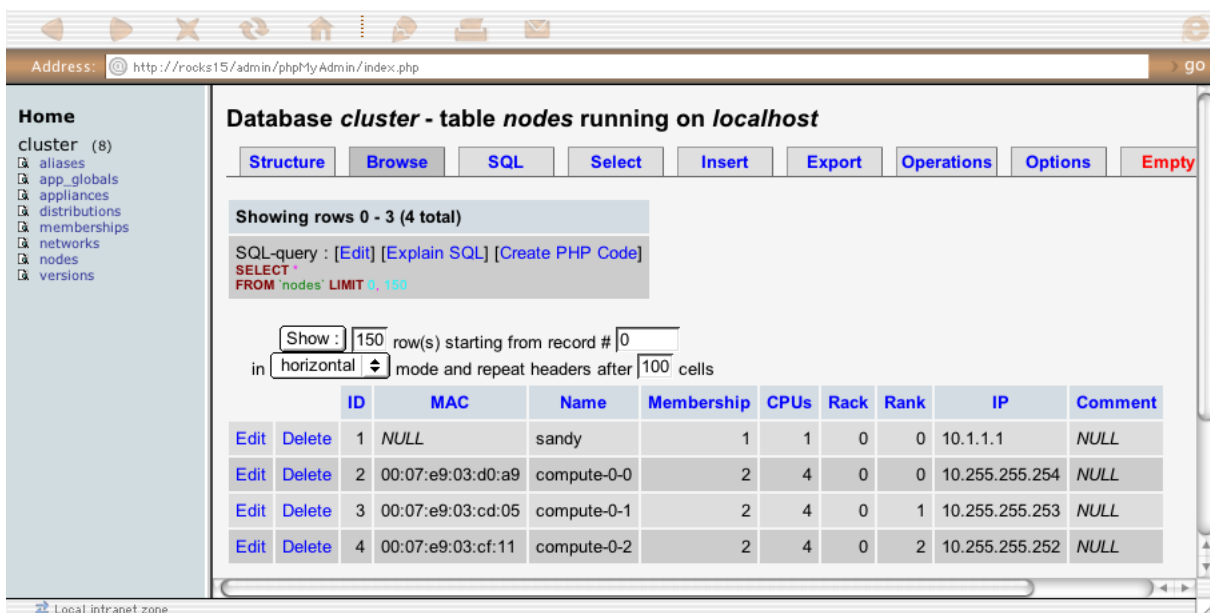 Address: http://rocks15/admin/phpMyAdmin/index.php go
Home
cluster (8)
aliases
app_globals
appliances
distributions
memberships
networks
nodes
versions
Database cluster - table nodes running on localhost
Structure Browse SQL Select Insert Export Operations Options Empty
Showing rows 0 - 3 (4 total)
SQL-query : [Edit] [Explain SQL] [Create PHP Code]
SELECT *
FROM `nodes` LIMIT 0, 150
Show : 150 row(s) starting from record # 0
in horizontal mode and repeat headers after 100 cells
ID MAC Name Membership CPUs Rack Rank IP Comment
Edit Delete 1 NULL sandy 1 1 0 0 10.1.1.1 NULL
Edit Delete 2 00:07:e9:03:d0:a9 compute-0-0 2 4 0 0 10.255.255.254 NULL
Edit Delete 3 00:07:e9:03:cd:05 compute-0-1 2 4 0 1 10.255.255.253 NULL
Edit Delete 4 00:07:e9:03:cf:11 compute-0-2 2 4 0 2 10.255.255.252 NULL
Local intranet zone